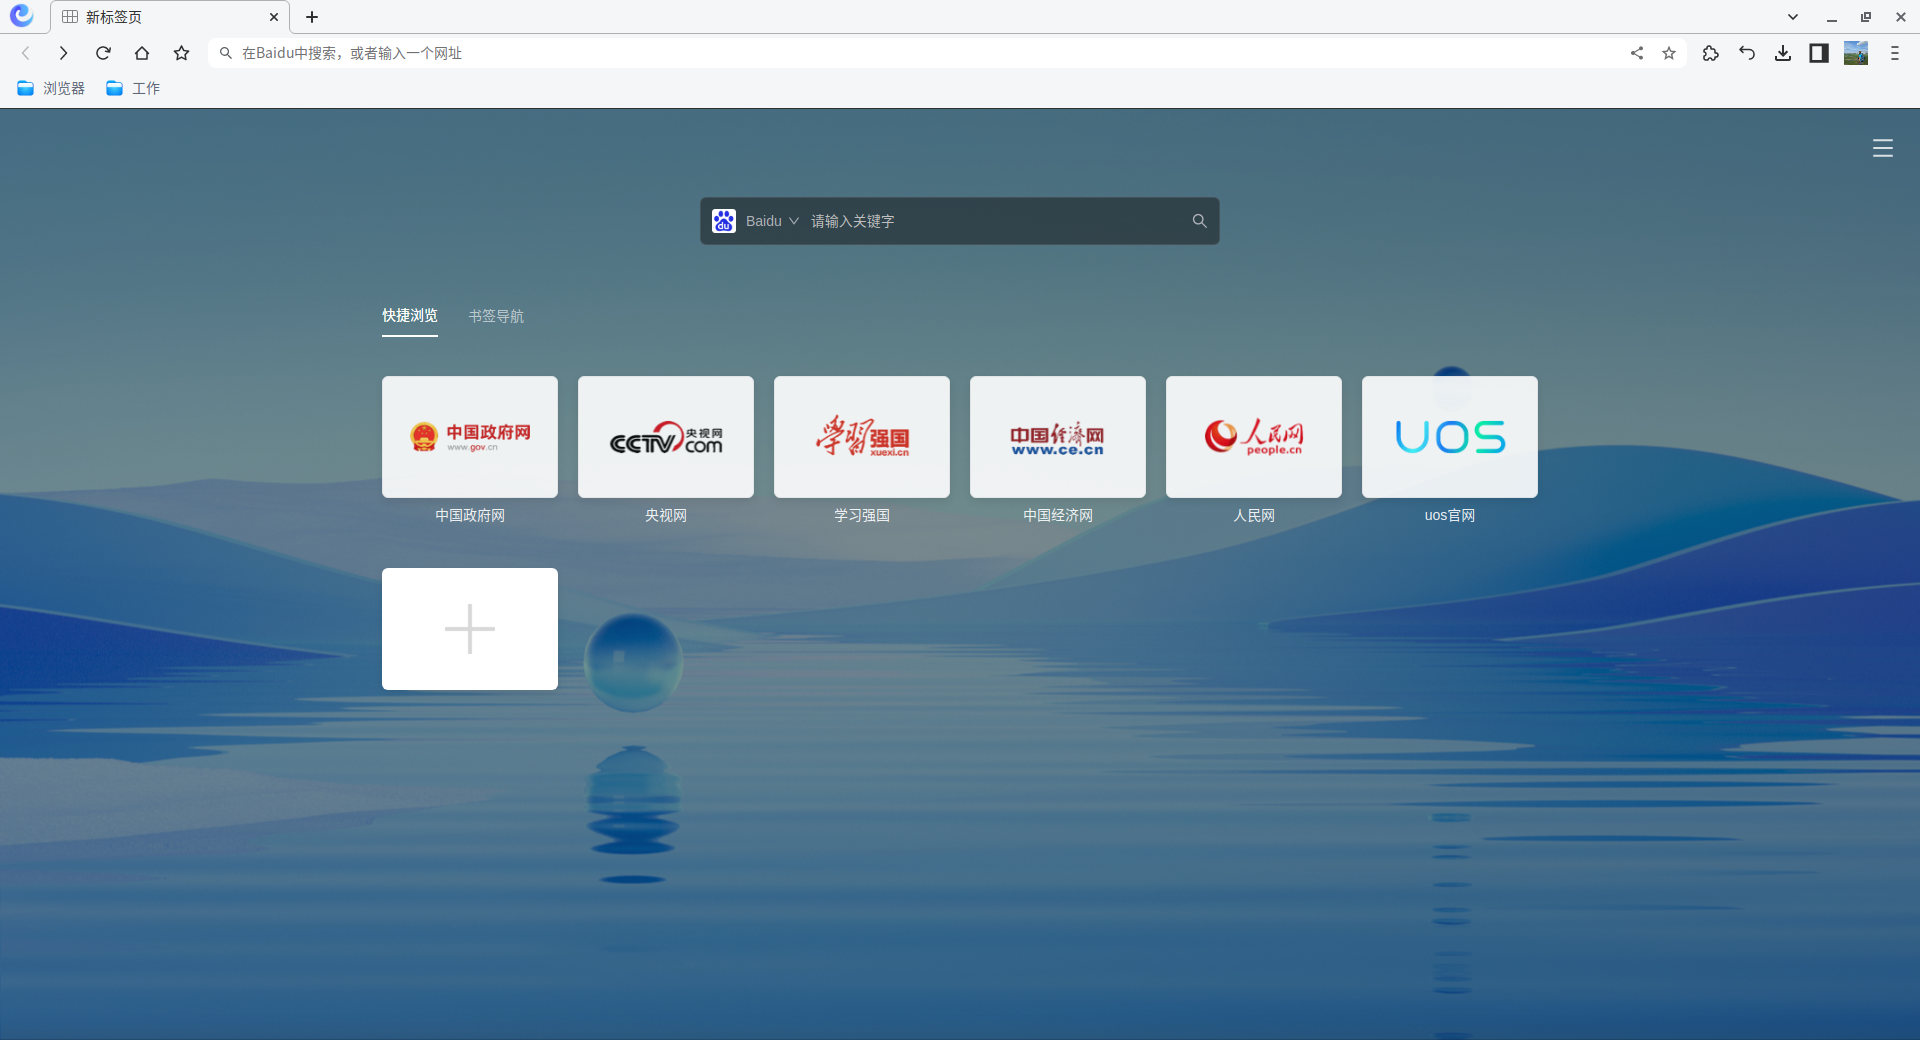 新标签页
在Baidu中搜索，或者输入一个网址
浏览器 工作
du Baidu 请输入关键字
快捷浏览 书签导航
中国政府网
www.gov.cn
CCTV 央视网
com
学习强国
xuexi.cn
中国经济网
www.ce.cn
人民网
people.cn
UOS
中国政府网 央视网 学习强国 中国经济网 人民网 uos官网